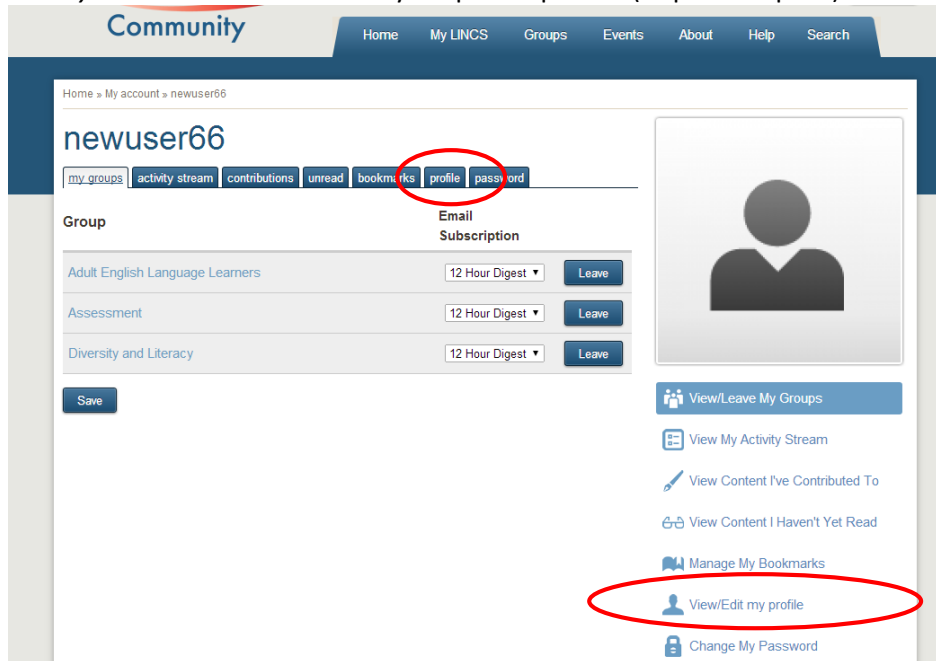 Community
Home My LINCS Groups Events About Help Search
Home » My account » newuser66
newuser66
my groups activity stream contributions unread bookmarks profile password
Group Email Subscription
Adult English Language Learners 12 Hour Digest Leave
Assessment 12 Hour Digest Leave
Diversity and Literacy 12 Hour Digest Leave
Save
View/Leave My Groups
View My Activity Stream
View Content I've Contributed To
View Content I Haven't Yet Read
Manage My Bookmarks
View/Edit my profile
Change My Password